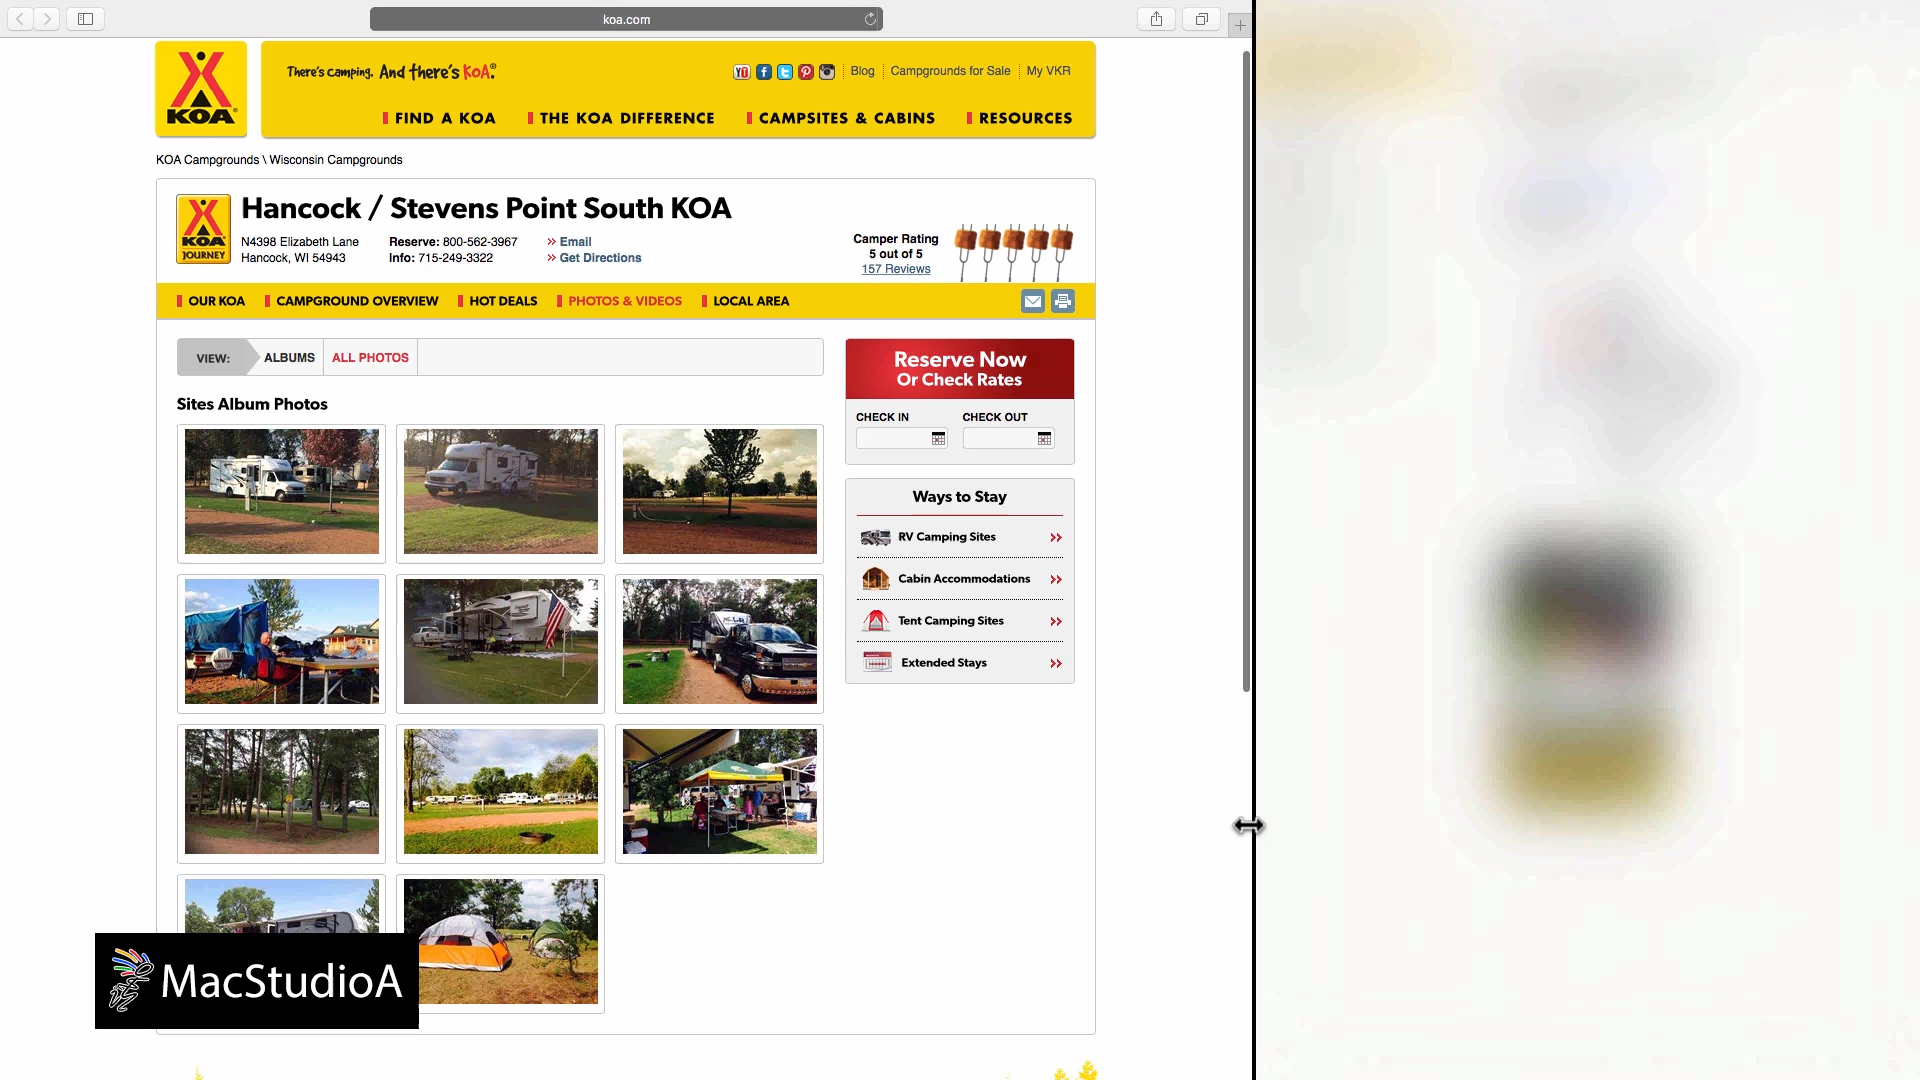 koa.com
KOA
There's camping. And there's KOA.®
Blog
Campgrounds for Sale
My VKR
FIND A KOA
THE KOA DIFFERENCE
CAMPSITES & CABINS
RESOURCES
KOA Campgrounds \ Wisconsin Campgrounds
KOA
JOURNEY
Hancock / Stevens Point South KOA
N4398 Elizabeth Lane
Hancock, WI 54943
Reserve: 800-562-3967
Info: 715-249-3322
» Email
» Get Directions
Camper Rating
5 out of 5
157 Reviews
OUR KOA
CAMPGROUND OVERVIEW
HOT DEALS
PHOTOS & VIDEOS
LOCAL AREA
VIEW:
ALBUMS
ALL PHOTOS
Sites Album Photos
Reserve Now
Or Check Rates
CHECK IN
CHECK OUT
Ways to Stay
RV Camping Sites »
Cabin Accommodations »
Tent Camping Sites »
Extended Stays »
MacStudioA